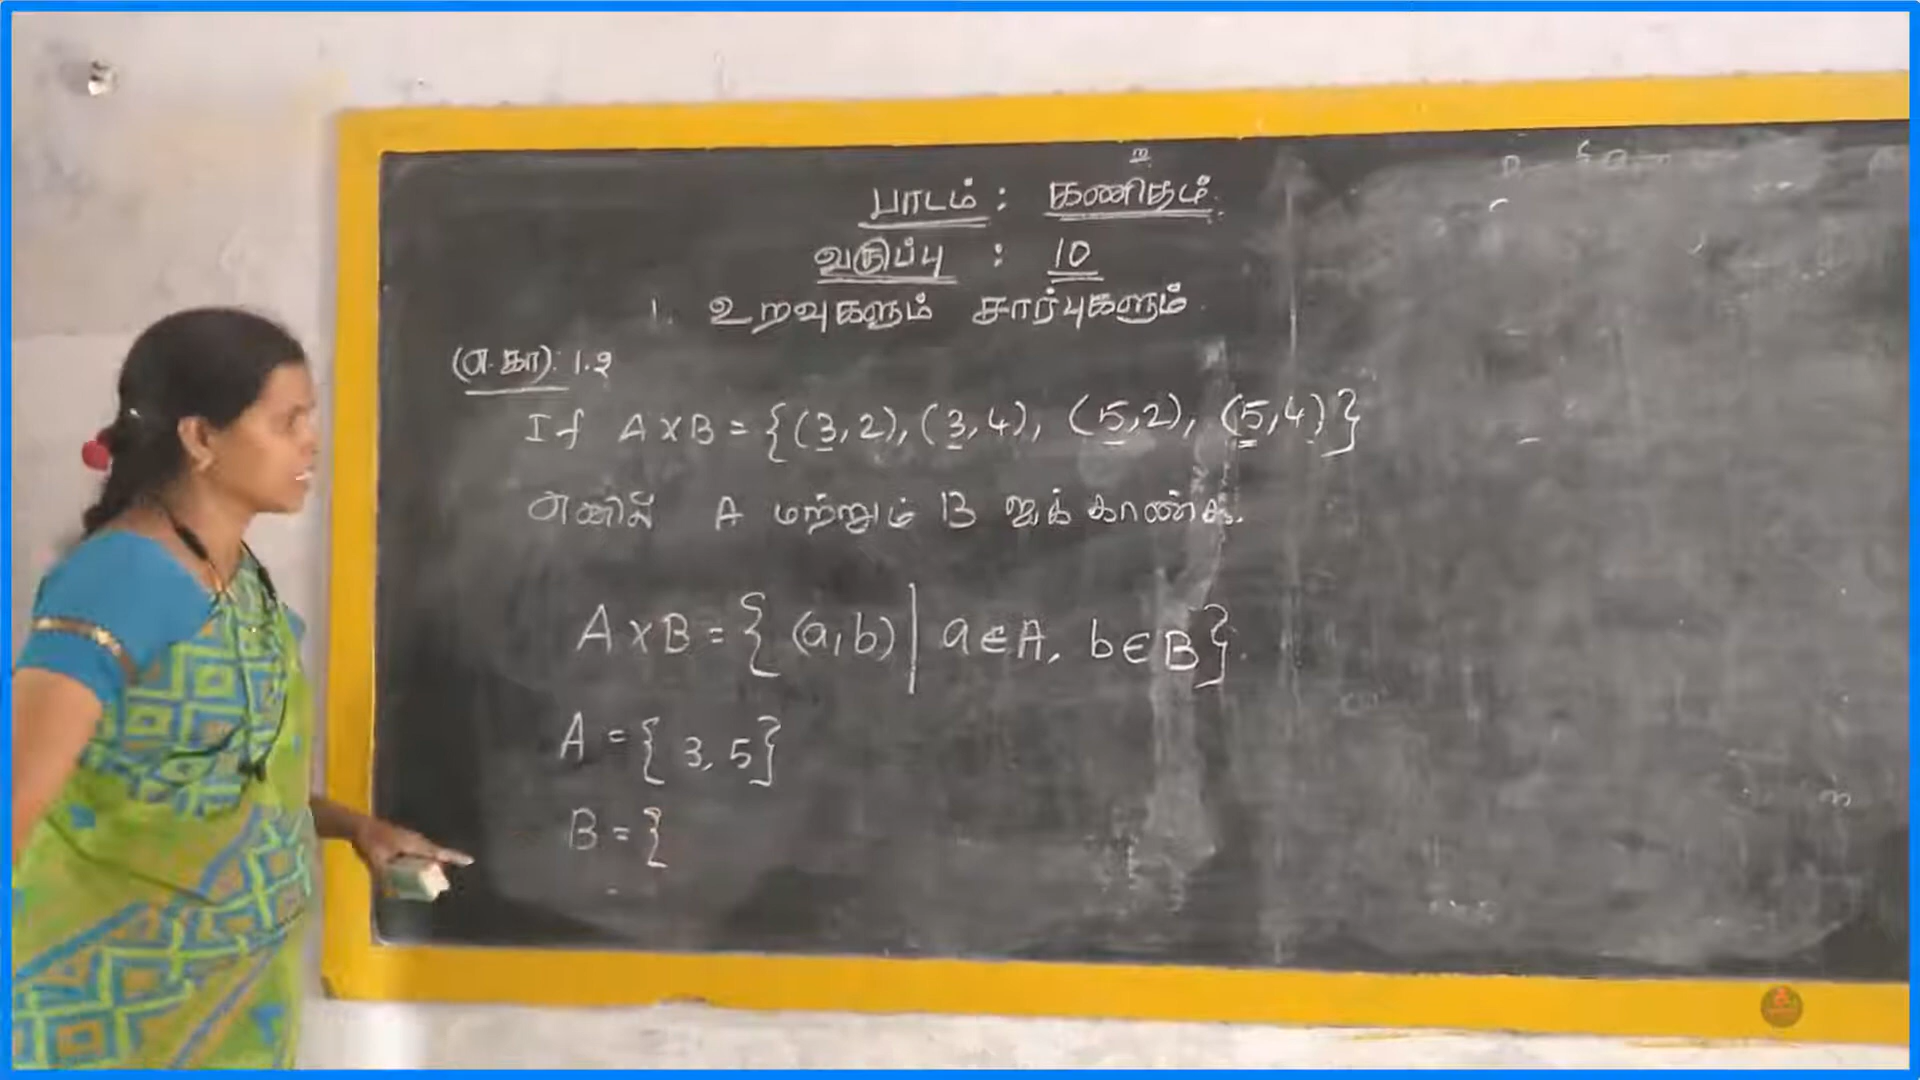 பாடம் : கணிதம்
வகுப்பு : 10
1. உறவுகளும் சார்புகளும்
(எ.கா): 1.2
If A x B = {(3,2), (3,4), (5,2), (5,4)}
எனில் A மற்றும் B ஐக் காண்க.
A x B = { (a,b) | a ∈ A, b ∈ B }.
A = { 3, 5}
B = {